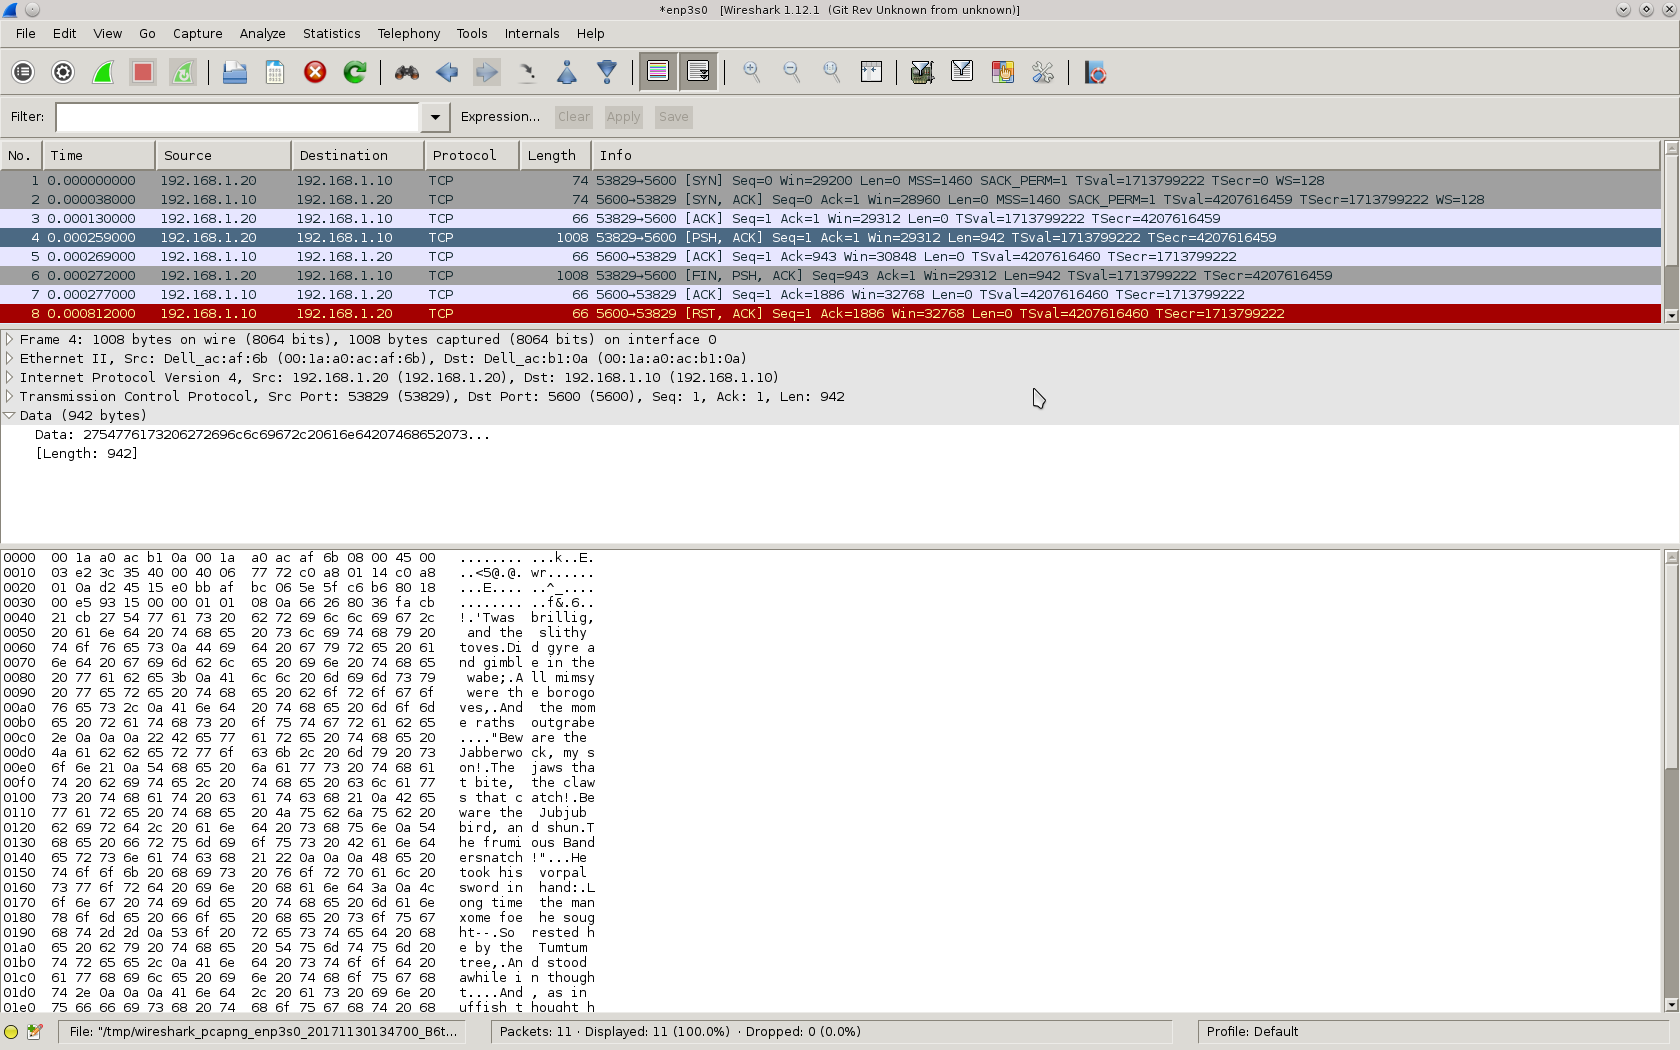 *enp3s0 [Wireshark 1.12.1 (Git Rev Unknown from unknown)]
File Edit View Go Capture Analyze Statistics Telephony Tools Internals Help
Filter: Expression... Clear Apply Save
No. Time Source Destination Protocol Length Info
1 0.000000000 192.168.1.20 192.168.1.10 TCP 74 53829→5600 [SYN] Seq=0 Win=29200 Len=0 MSS=1460 SACK_PERM=1 TSval=1713799222 TSecr=0 WS=128
2 0.000038000 192.168.1.10 192.168.1.20 TCP 74 5600→53829 [SYN, ACK] Seq=0 Ack=1 Win=28960 Len=0 MSS=1460 SACK_PERM=1 TSval=4207616459 TSecr=1713799222 WS=128
3 0.000130000 192.168.1.20 192.168.1.10 TCP 66 53829→5600 [ACK] Seq=1 Ack=1 Win=29312 Len=0 TSval=1713799222 TSecr=4207616459
4 0.000259000 192.168.1.20 192.168.1.10 TCP 1008 53829→5600 [PSH, ACK] Seq=1 Ack=1 Win=29312 Len=942 TSval=1713799222 TSecr=4207616459
5 0.000269000 192.168.1.10 192.168.1.20 TCP 66 5600→53829 [ACK] Seq=1 Ack=943 Win=30848 Len=0 TSval=4207616460 TSecr=1713799222
6 0.000272000 192.168.1.20 192.168.1.10 TCP 1008 53829→5600 [FIN, PSH, ACK] Seq=943 Ack=1 Win=29312 Len=942 TSval=1713799222 TSecr=4207616459
7 0.000277000 192.168.1.10 192.168.1.20 TCP 66 5600→53829 [ACK] Seq=1 Ack=1886 Win=32768 Len=0 TSval=4207616460 TSecr=1713799222
8 0.000812000 192.168.1.10 192.168.1.20 TCP 66 5600→53829 [RST, ACK] Seq=1 Ack=1886 Win=32768 Len=0 TSval=4207616460 TSecr=1713799222
Frame 4: 1008 bytes on wire (8064 bits), 1008 bytes captured (8064 bits) on interface 0
Ethernet II, Src: Dell_ac:af:6b (00:1a:a0:ac:af:6b), Dst: Dell_ac:b1:0a (00:1a:a0:ac:b1:0a)
Internet Protocol Version 4, Src: 192.168.1.20 (192.168.1.20), Dst: 192.168.1.10 (192.168.1.10)
Transmission Control Protocol, Src Port: 53829 (53829), Dst Port: 5600 (5600), Seq: 1, Ack: 1, Len: 942
Data (942 bytes)
Data: 2754776173206272696c6c69672c20616e642074686520​73...
[Length: 942]
0000 00 1a a0 ac b1 0a 00 1a a0 ac af 6b 08 00 45 00 ........ ...k..E.
0010 03 e2 3c 35 40 00 40 06 77 72 c0 a8 01 14 c0 a8 ..<5@.@. wr......
0020 01 0a d2 45 15 e0 bb af bc 06 5e 5f c6 b6 80 18 ...E.... ..^_....
0030 00 e5 93 15 00 00 01 01 08 0a 66 26 80 36 fa cb ........ ..f&.6..
0040 21 cb 27 54 77 61 73 20 62 72 69 6c 6c 69 67 2c !.'Twas brillig,
0050 20 61 6e 64 20 74 68 65 20 73 6c 69 74 68 79 20 and the slithy
0060 74 6f 76 65 73 0a 44 69 64 20 67 79 72 65 20 61 toves.Di d gyre a
0070 6e 64 20 67 69 6d 62 6c 65 20 69 6e 20 74 68 65 nd gimbl e in the
0080 20 77 61 62 65 3b 0a 41 6c 6c 20 6d 69 6d 73 79 wabe;.A ll mimsy
0090 20 77 65 72 65 20 74 68 65 20 62 6f 72 6f 67 6f were th e borogo
00a0 76 65 73 2c 0a 41 6e 64 20 74 68 65 20 6d 6f 6d ves,.And the mom
00b0 65 20 72 61 74 68 73 20 6f 75 74 67 72 61 62 65 e raths outgrabe
00c0 2e 0a 0a 0a 22 42 65 77 61 72 65 20 74 68 65 20 ...."Bew are the
00d0 4a 61 62 62 65 72 77 6f 63 6b 2c 20 6d 79 20 73 Jabberwo ck, my s
00e0 6f 6e 21 0a 54 68 65 20 6a 61 77 73 20 74 68 61 on!.The jaws tha
00f0 74 20 62 69 74 65 2c 20 74 68 65 20 63 6c 61 77 t bite, the claw
0100 73 20 74 68 61 74 20 63 61 74 63 68 21 0a 42 65 s that c atch!.Be
0110 77 61 72 65 20 74 68 65 20 4a 75 62 6a 75 62 20 ware the Jubjub
0120 62 69 72 64 2c 20 61 6e 64 20 73 68 75 6e 0a 54 bird, an d shun.T
0130 68 65 20 66 72 75 6d 69 6f 75 73 20 42 61 6e 64 he frumi ous Band
0140 65 72 73 6e 61 74 63 68 21 22 0a 0a 0a 48 65 20 ersnatch !"...He
0150 74 6f 6f 6b 20 68 69 73 20 76 6f 72 70 61 6c 20 took his vorpal
0160 73 77 6f 72 64 20 69 6e 20 68 61 6e 64 3a 0a 4c sword in hand:.L
0170 6f 6e 67 20 74 69 6d 65 20 74 68 65 20 6d 61 6e ong time the man
0180 78 6f 6d 65 20 66 6f 65 20 68 65 20 73 6f 75 67 xome foe he soug
0190 68 74 2d 2d 0a 53 6f 20 72 65 73 74 65 64 20 68 ht--.So rested h
01a0 65 20 62 79 20 74 68 65 20 54 75 6d 74 75 6d 20 e by the Tumtum
01b0 74 72 65 65 2c 0a 41 6e 64 20 73 74 6f 6f 64 20 tree,.An d stood
01c0 61 77 68 69 6c 65 20 69 6e 20 74 68 6f 75 67 68 awhile i n though
01d0 74 2e 0a 0a 0a 41 6e 64 2c 20 61 73 20 69 6e 20 t....And , as in
01e0 75 66 66 69 73 68 20 74 68 6f 75 67 68 74 20 68 uffish t hought h
File: "/tmp/wireshark_pcapng_enp3s0_20171130134700_B6t... Packets: 11 · Displayed: 11 (100.0%) · Dropped: 0 (0.0%) Profile: Default